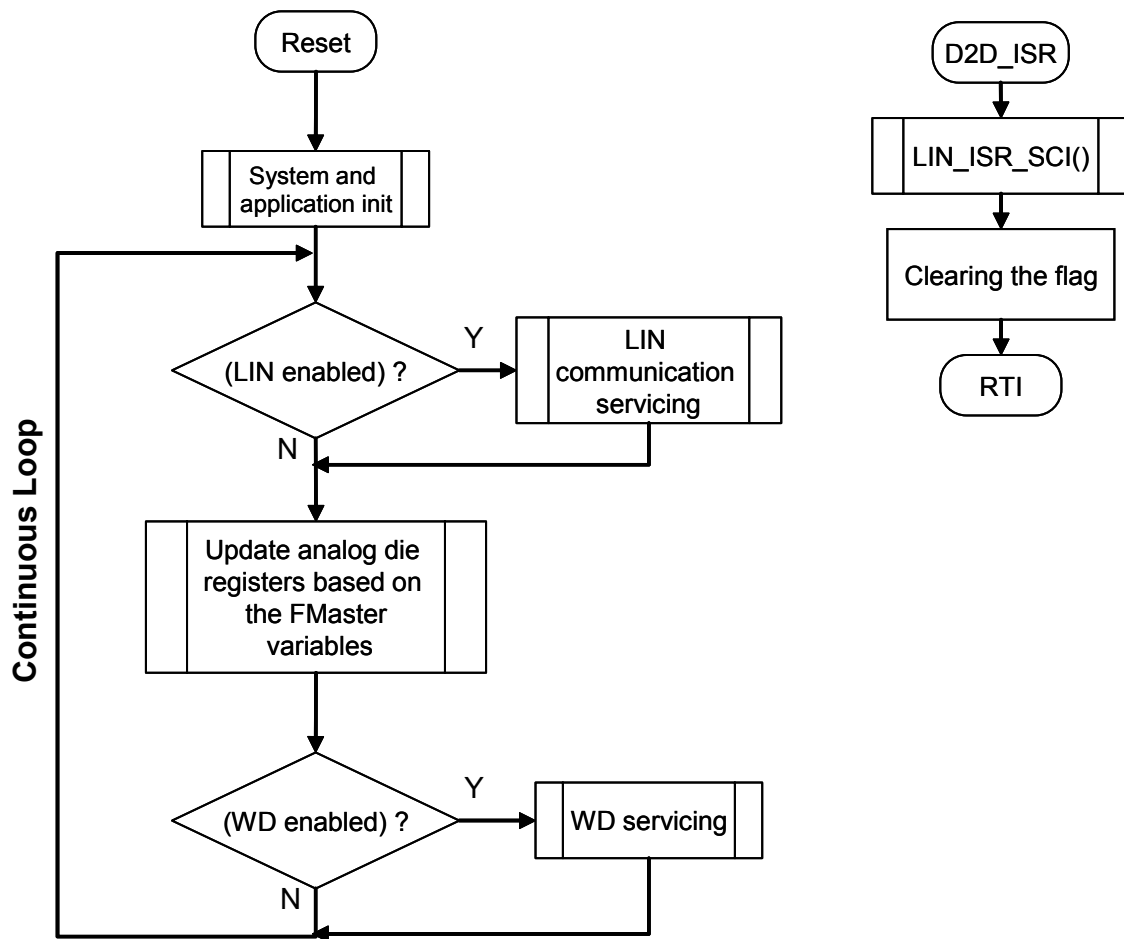 Reset
System and
application init
(LIN enabled) ?
Y
LIN
communication
servicing
N
Update analog die
registers based on
the FMaster
variables
(WD enabled) ?
Y
WD servicing
N
Continuous Loop
D2D_ISR
LIN_ISR_SCI()
Clearing the flag
RTI